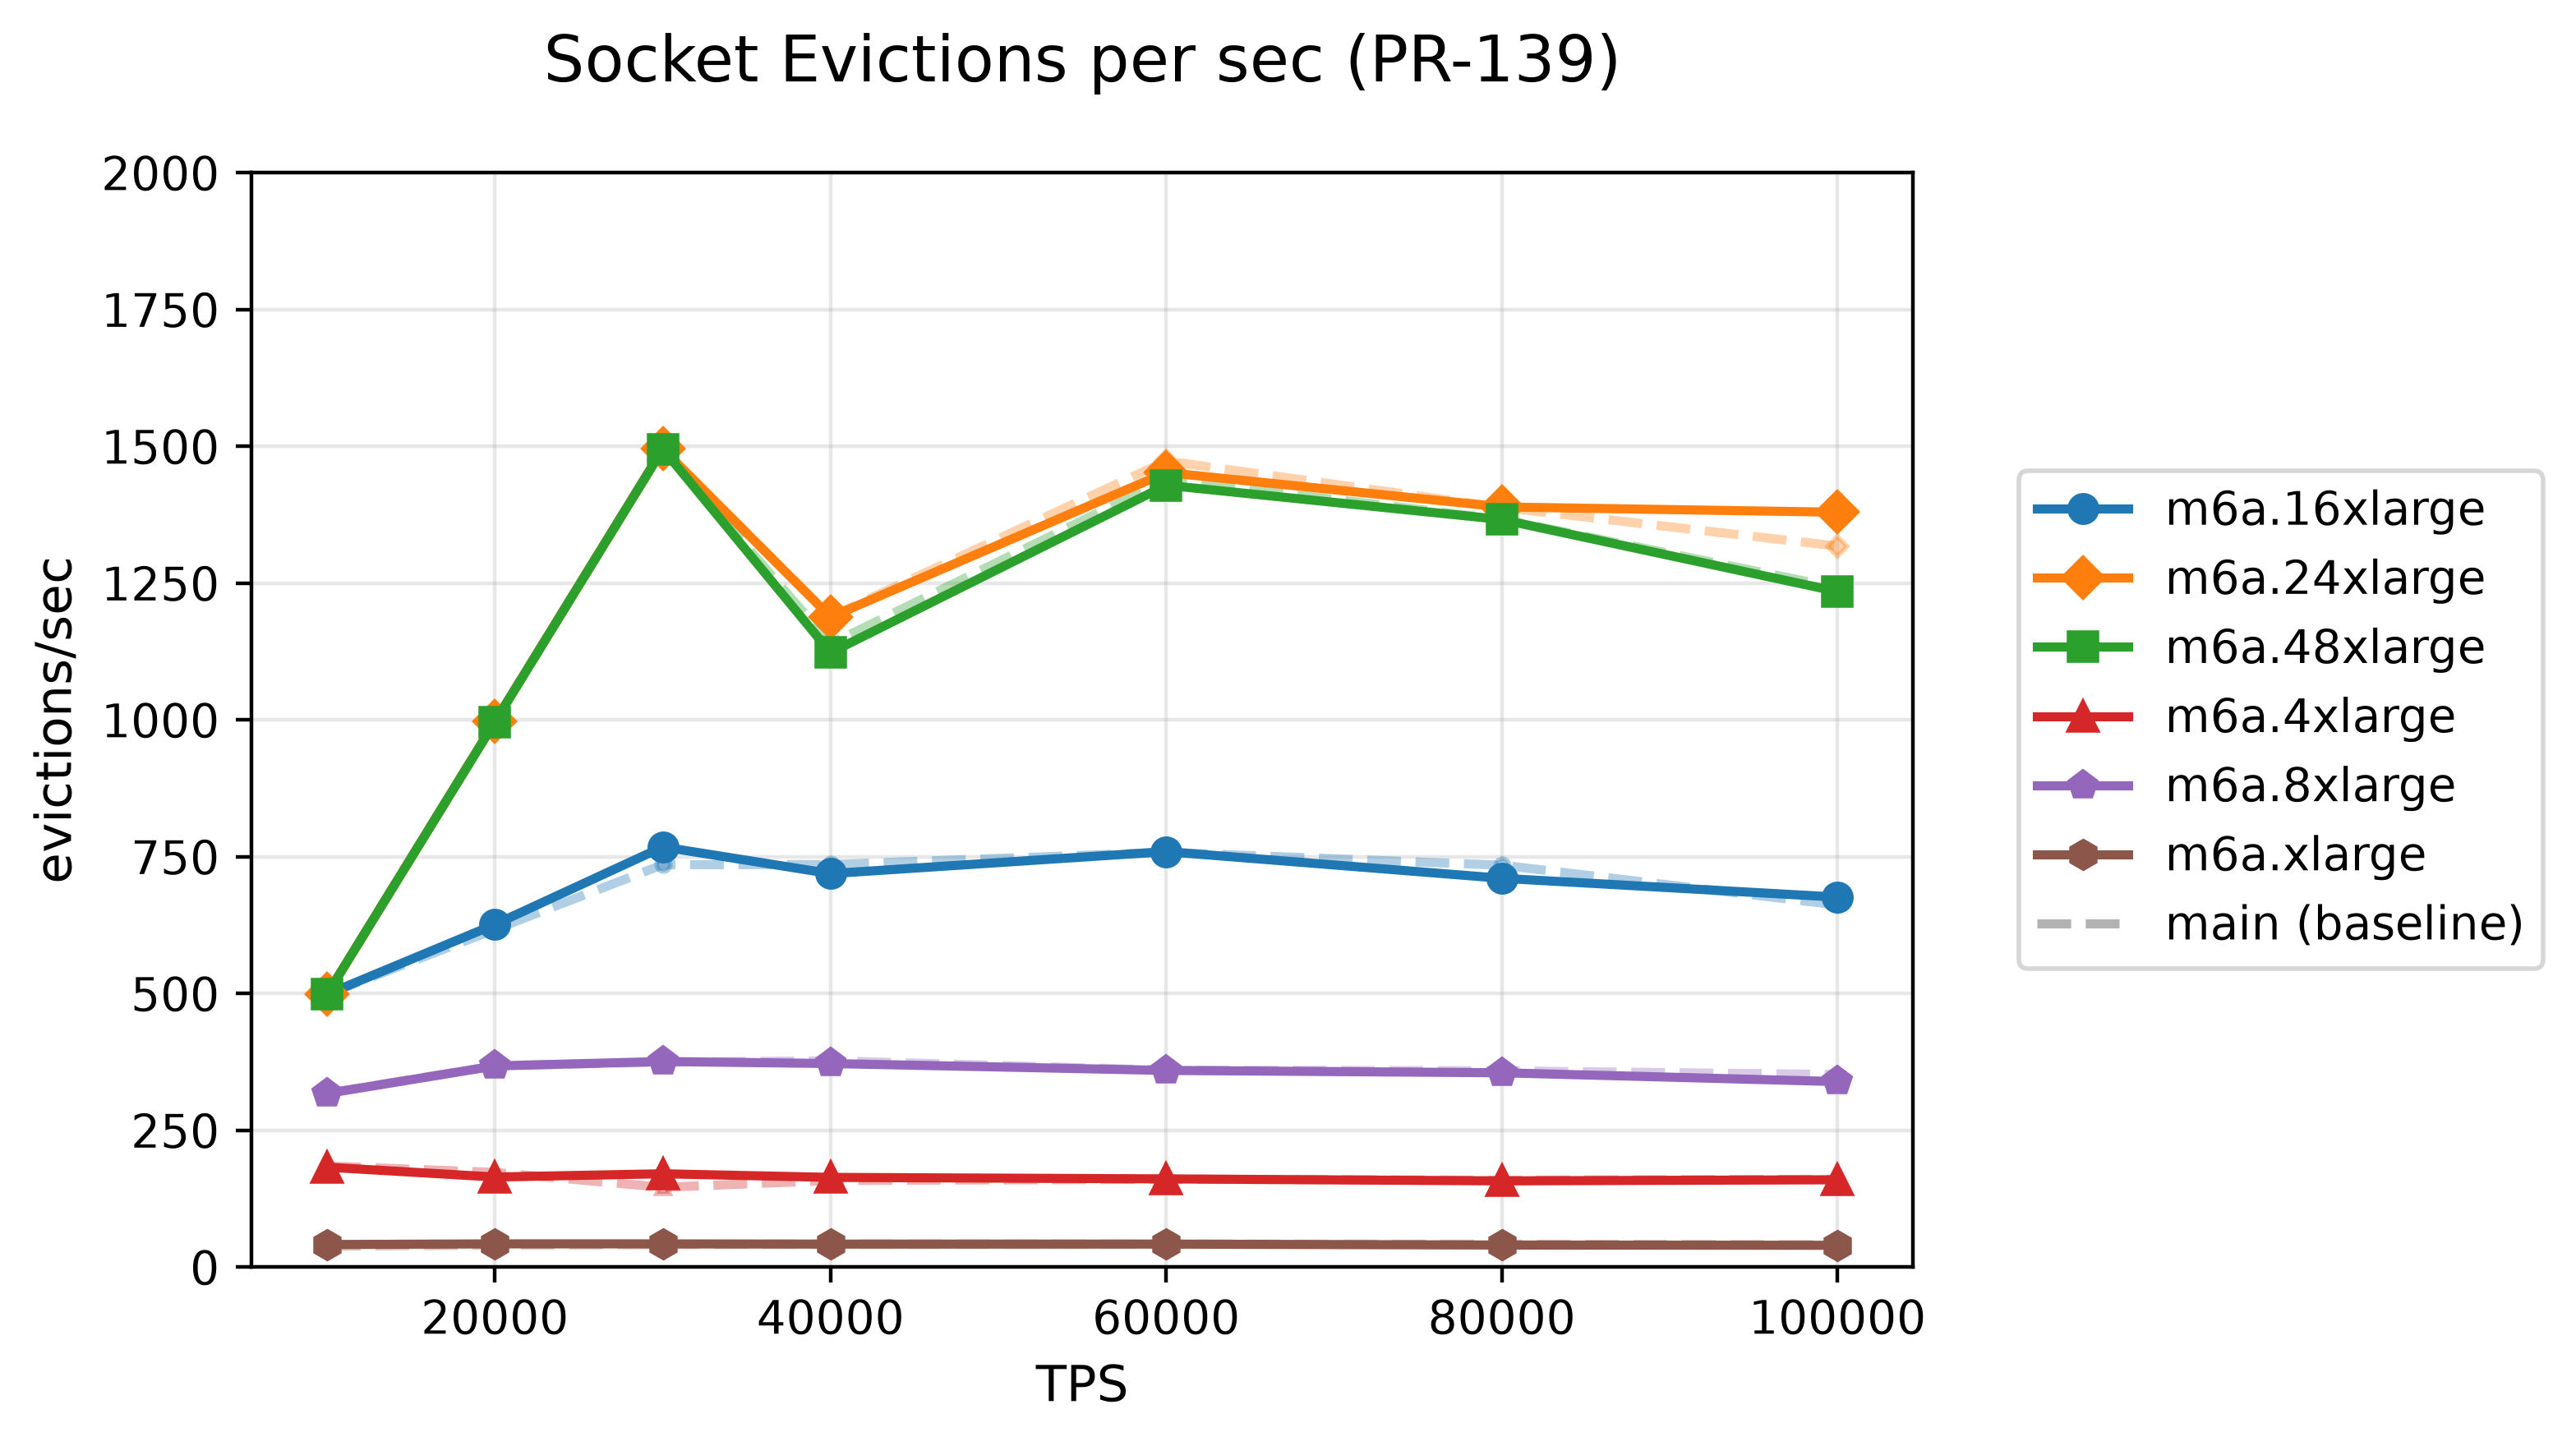 Socket Evictions per sec (PR-139)
evictions/sec
2000
1750
1500
1250
1000
750
500
250
0
20000 40000 60000 80000 100000
TPS
m6a.16xlarge
m6a.24xlarge
m6a.48xlarge
m6a.4xlarge
m6a.8xlarge
m6a.xlarge
main (baseline)